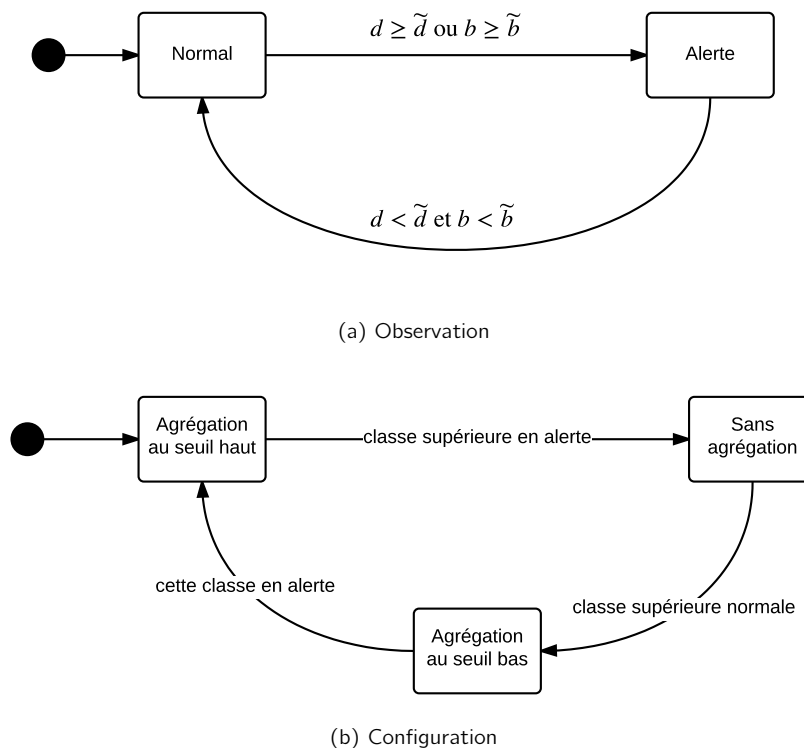 d ≥ d̃ ou b ≥ b̃
Normal
Alerte
d < d̃ et b < b̃
(a) Observation
Agrégation
au seuil haut
classe supérieure en alerte
Sans
agrégation
cette classe en alerte
classe supérieure normale
Agrégation
au seuil bas
(b) Configuration